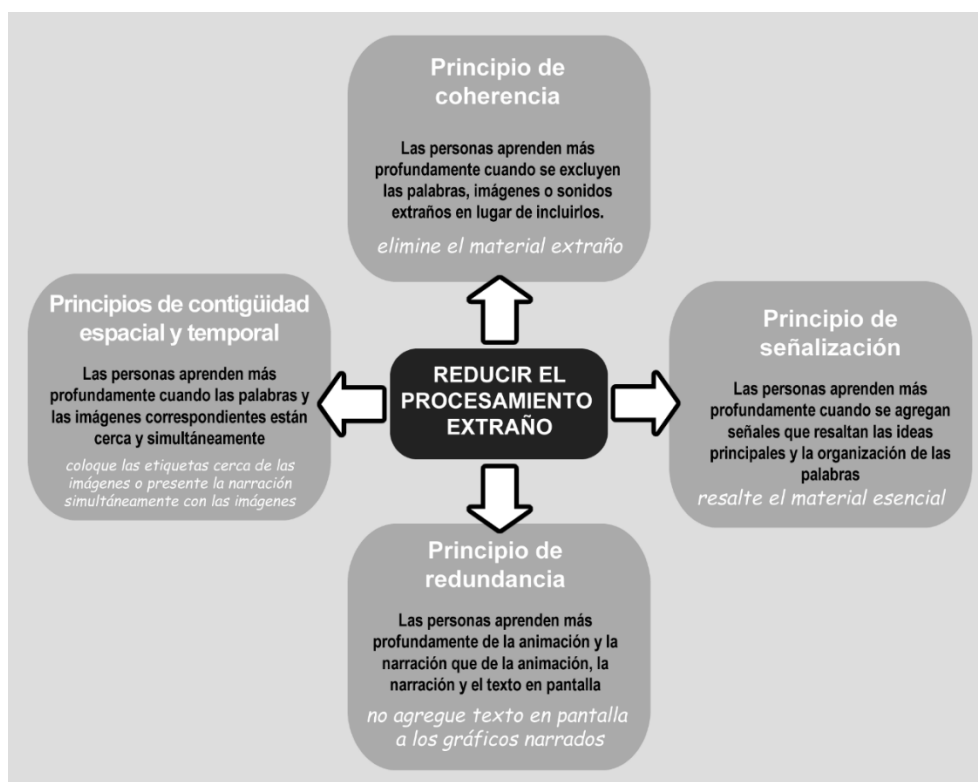 Principio de
coherencia
Las personas aprenden más
profundamente cuando se excluyen
las palabras, imágenes o sonidos
extraños en lugar de incluirlos.
elimine el material extraño
Principios de contigüidad
espacial y temporal
Las personas aprenden más
profundamente cuando las palabras y
las imágenes correspondientes están
cerca y simultáneamente
coloque las etiquetas cerca de las
imágenes o presente la narración
simultáneamente con las imágenes
REDUCIR EL
PROCESAMIENTO
EXTRAÑO
Principio de
señalización
Las personas aprenden más
profundamente cuando se agregan
señales que resaltan las ideas
principales y la organización de las
palabras
resalte el material esencial
Principio de
redundancia
Las personas aprenden más
profundamente de la animación y la
narración que de la animación, la
narración y el texto en pantalla
no agregue texto en pantalla
a los gráficos narrados